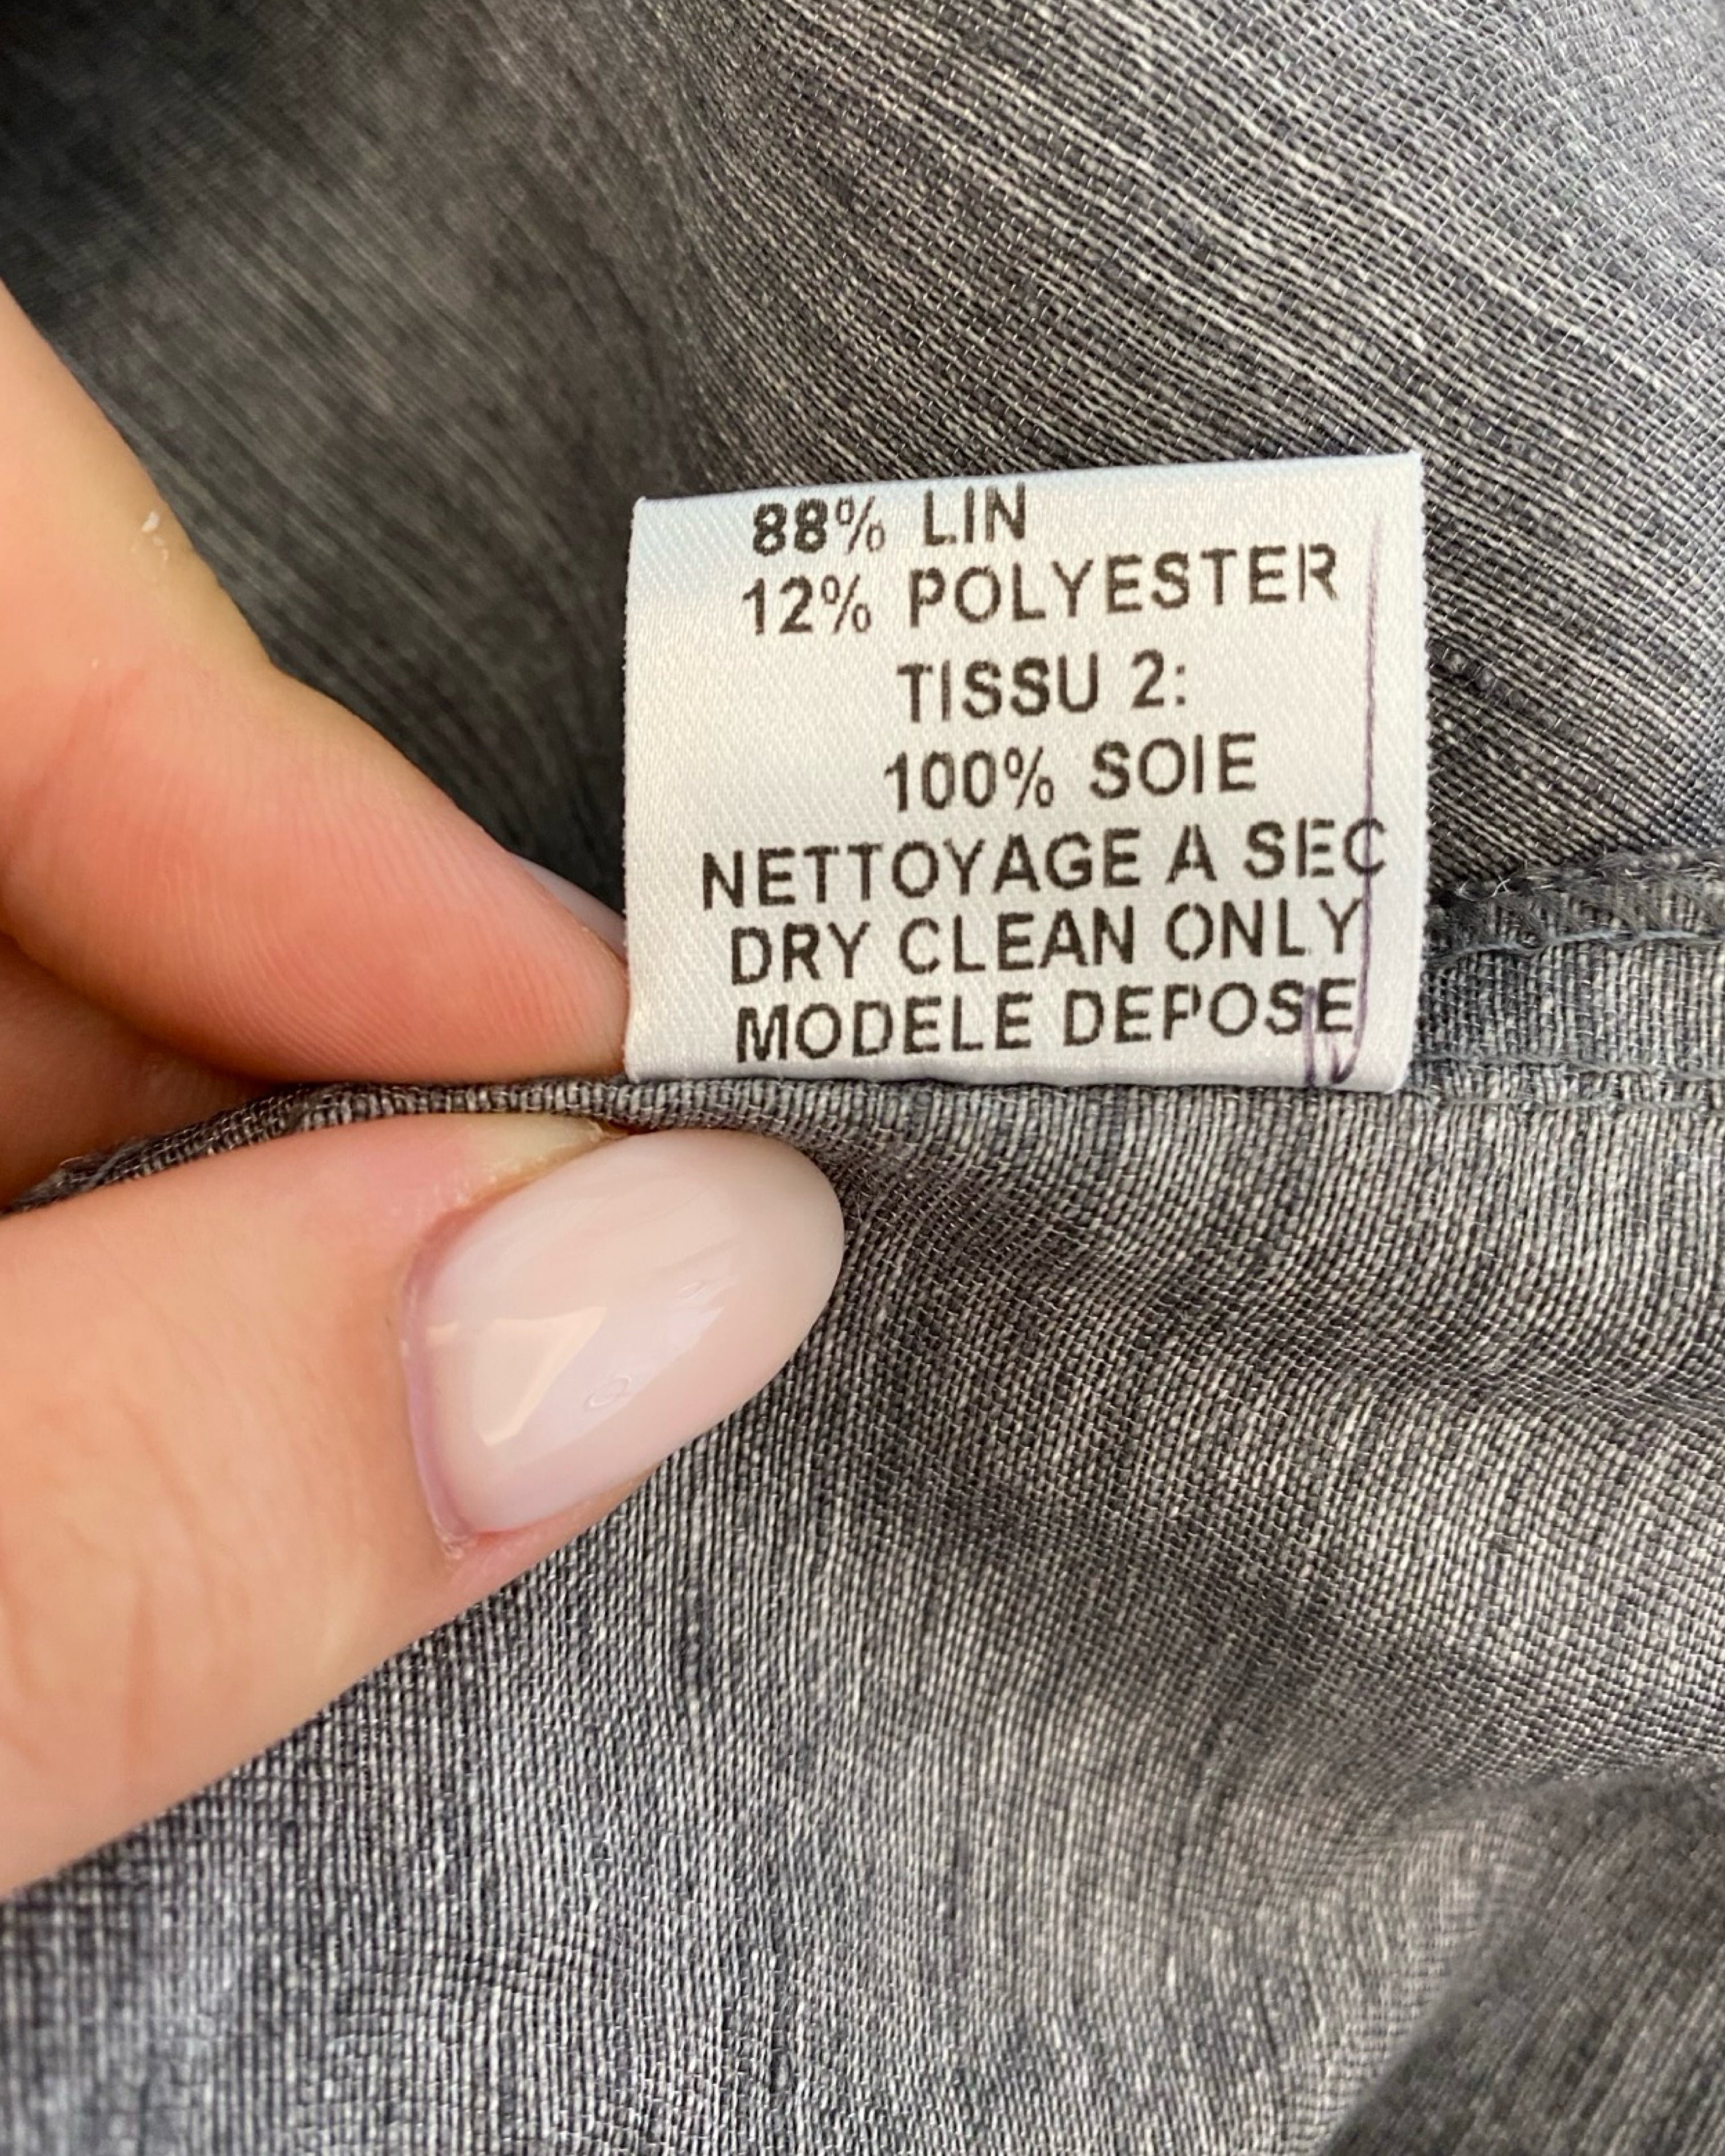 88% LIN
12% POLYESTER
TISSU 2:
100% SOIE
NETTOYAGE A SEC
DRY CLEAN ONLY
MODELE DEPOSE